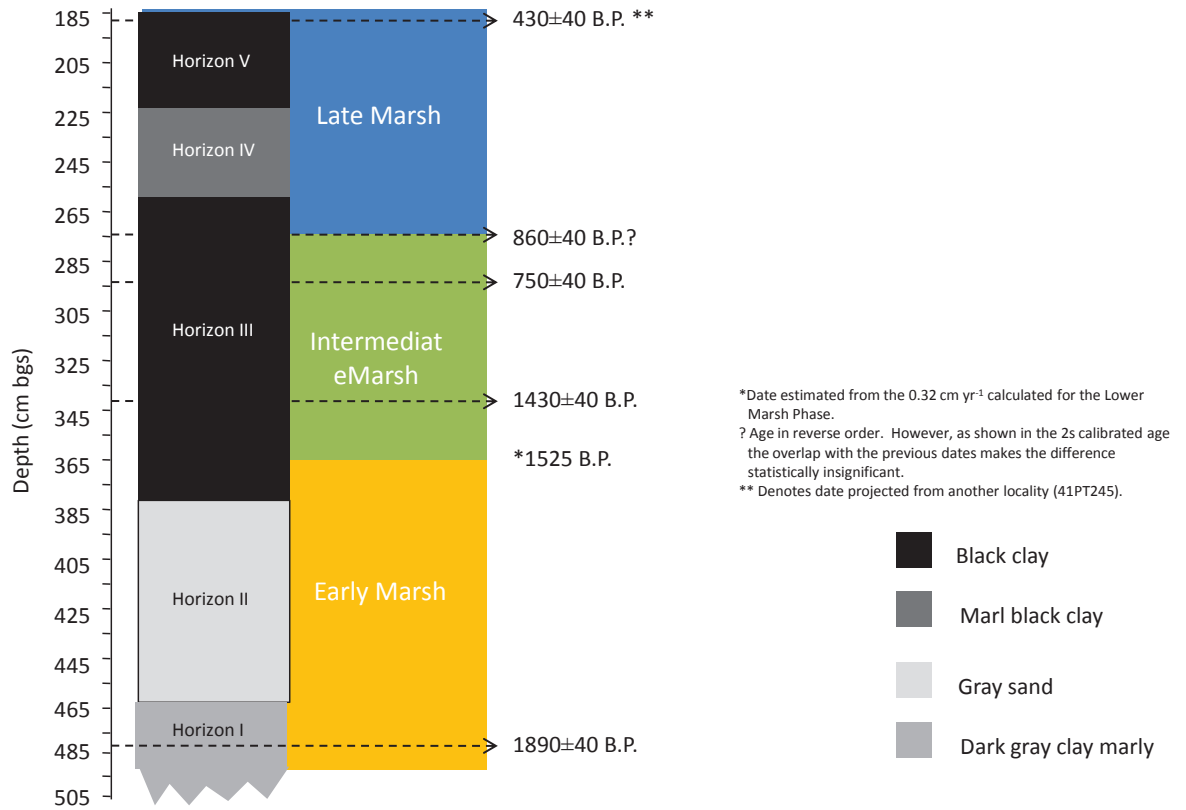 Depth (cm bgs)
185
205
225
245
265
285
305
325
345
365
385
405
425
445
465
485
505
Horizon V
Horizon IV
Horizon III
Horizon II
Horizon I
Late Marsh
Intermediat
eMarsh
Early Marsh
430±40 B.P. **
860±40 B.P.?
750±40 B.P.
1430±40 B.P.
*1525 B.P.
1890±40 B.P.
*Date estimated from the 0.32 cm yr-1 calculated for the Lower
Marsh Phase.
? Age in reverse order. However, as shown in the 2s calibrated age
the overlap with the previous dates makes the difference
statistically insignificant.
** Denotes date projected from another locality (41PT245).
Black clay
Marl black clay
Gray sand
Dark gray clay marly